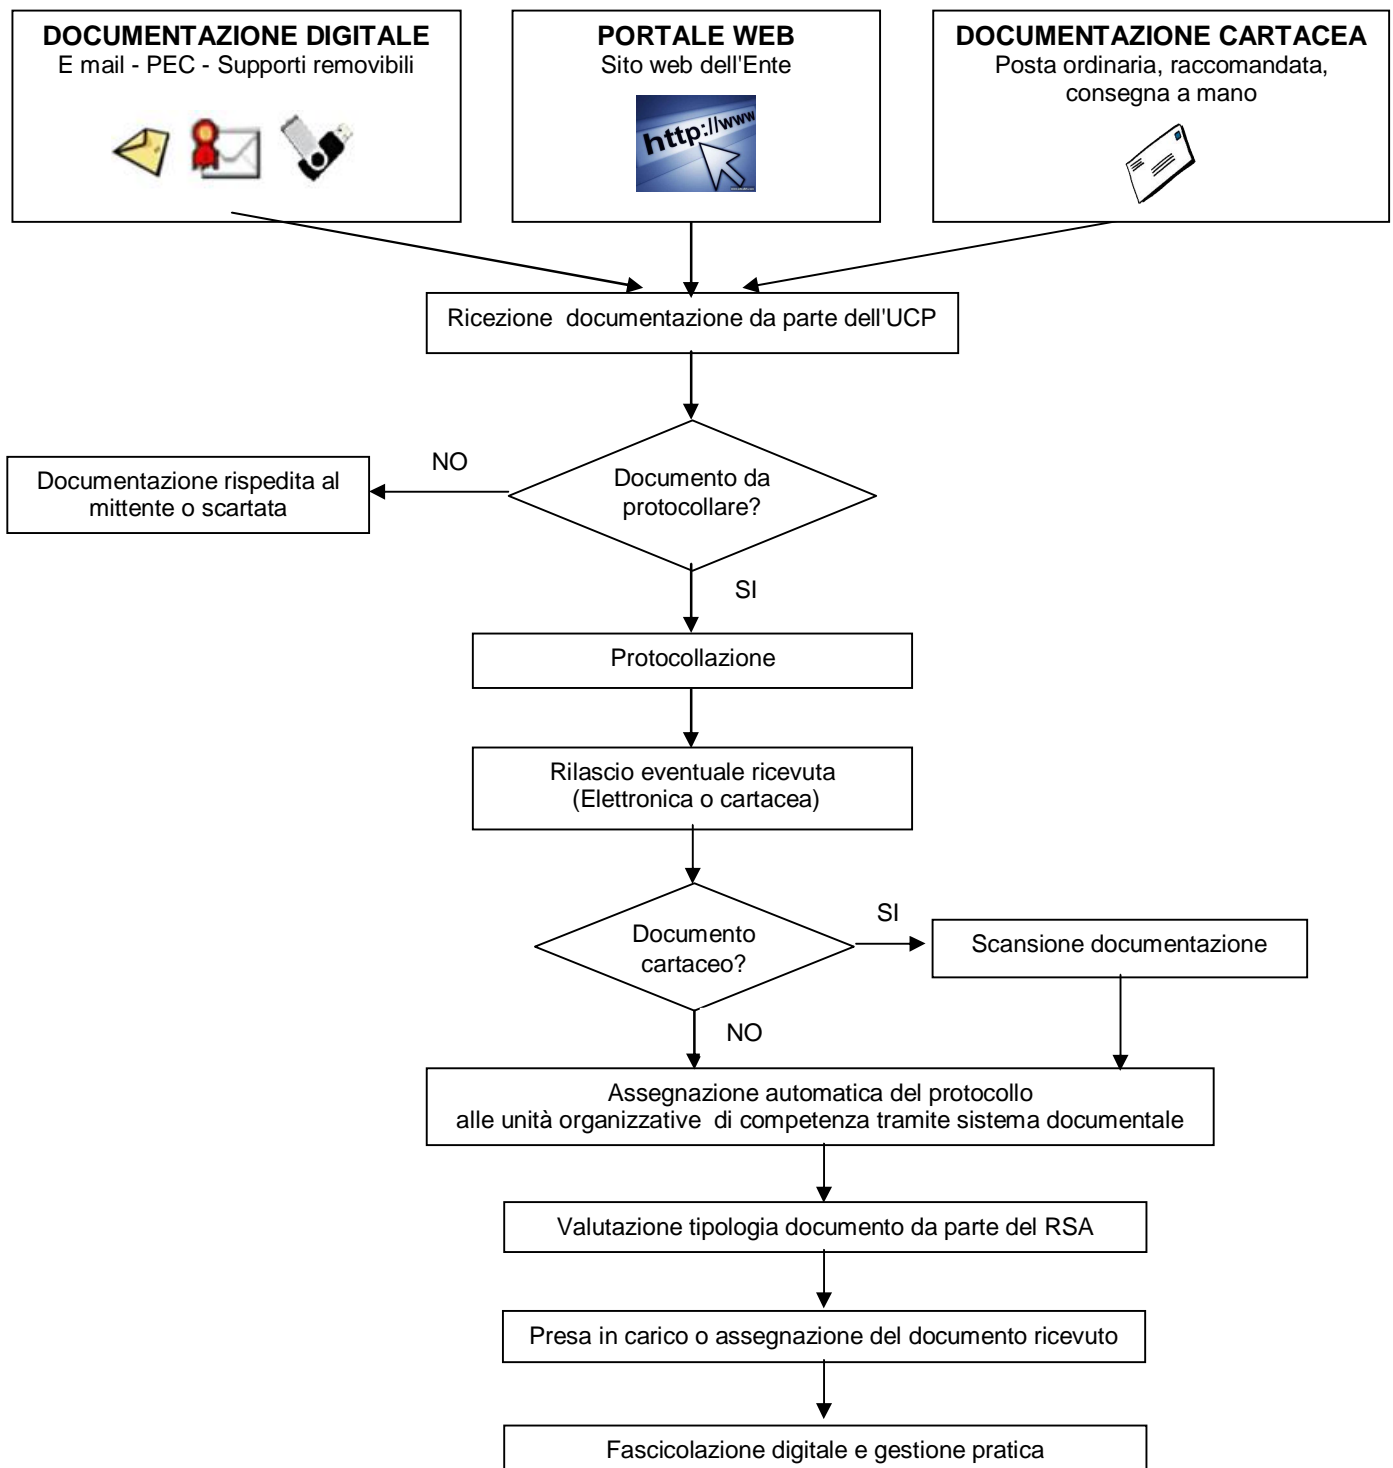 DOCUMENTAZIONE DIGITALE
E mail - PEC - Supporti removibili
PORTALE WEB
Sito web dell'Ente
http://www
DOCUMENTAZIONE CARTACEA
Posta ordinaria, raccomandata,
consegna a mano
Ricezione documentazione da parte dell'UCP
Documento da
protocollare?
NO
Documentazione rispedita al
mittente o scartata
SI
Protocollazione
Rilascio eventuale ricevuta
(Elettronica o cartacea)
Documento
cartaceo?
SI
Scansione documentazione
NO
Assegnazione automatica del protocollo
alle unità organizzative di competenza tramite sistema documentale
Valutazione tipologia documento da parte del RSA
Presa in carico o assegnazione del documento ricevuto
Fascicolazione digitale e gestione pratica